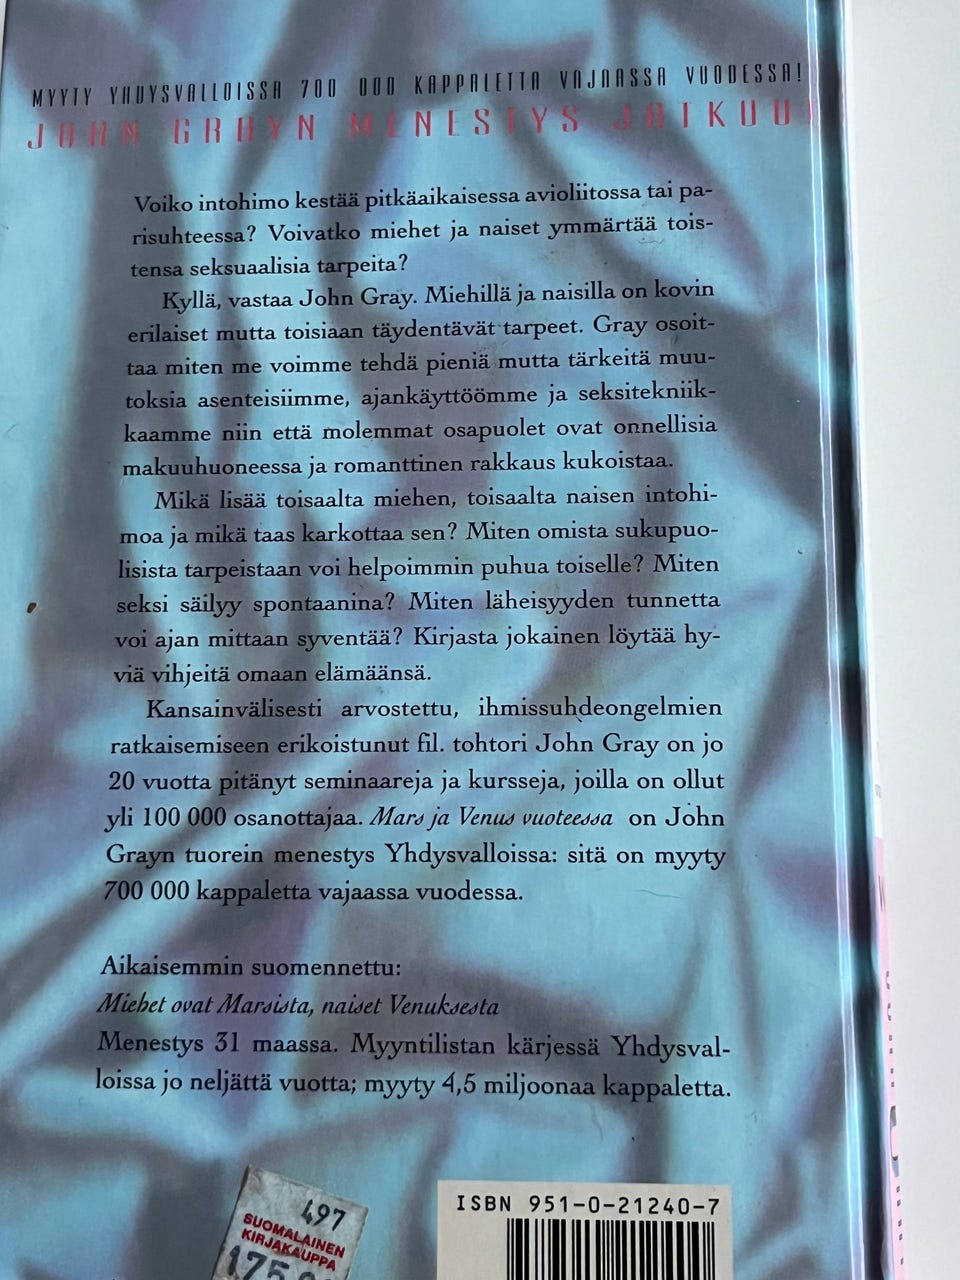 MYYTY YHDYSVALLOISSA 700 000 KAPPALETTA VAJAASSA VUODESSA!
JOHN GRAYN MENESTYS JATKUU!
Voiko intohimo kestää pitkäaikaisessa avioliitossa tai pa-
risuhteessa? Voivatko miehet ja naiset ymmärtää tois-
tensa seksuaalisia tarpeita?
Kyllä, vastaa John Gray. Miehillä ja naisilla on kovin
erilaiset mutta toisiaan täydentävät tarpeet. Gray osoit-
taa miten me voimme tehdä pieniä mutta tärkeitä muu-
toksia asenteisiimme, ajankäyttöömme ja seksitekniik-
kaamme niin että molemmat osapuolet ovat onnellisia
makuuhuoneessa ja romanttinen rakkaus kukoistaa.
Mikä lisää toisaalta miehen, toisaalta naisen intohi-
moa ja mikä taas karkottaa sen? Miten omista sukupuo-
lisista tarpeistaan voi helpoimmin puhua toiselle? Miten
seksi säilyy spontaanina? Miten läheisyyden tunnetta
voi ajan mittaan syventää? Kirjasta jokainen löytää hy-
viä vihjeitä omaan elämäänsä.
Kansainvälisesti arvostettu, ihmissuhdeongelmien
ratkaisemiseen erikoistunut fil. tohtori John Gray on jo
20 vuotta pitänyt seminaareja ja kursseja, joilla on ollut
yli 100 000 osanottajaa. Mars ja Venus vuoteessa on John
Grayn tuorein menestys Yhdysvalloissa: sitä on myyty
700 000 kappaletta vajaassa vuodessa.
Aikaisemmin suomennettu:
Miehet ovat Marsista, naiset Venuksesta
Menestys 31 maassa. Myyntilistan kärjessä Yhdysval-
loissa jo neljättä vuotta; myyty 4,5 miljoonaa kappaletta.
497
SUOMALAINEN
KIRJAKAUPPA
ISBN 951-0-21240-7